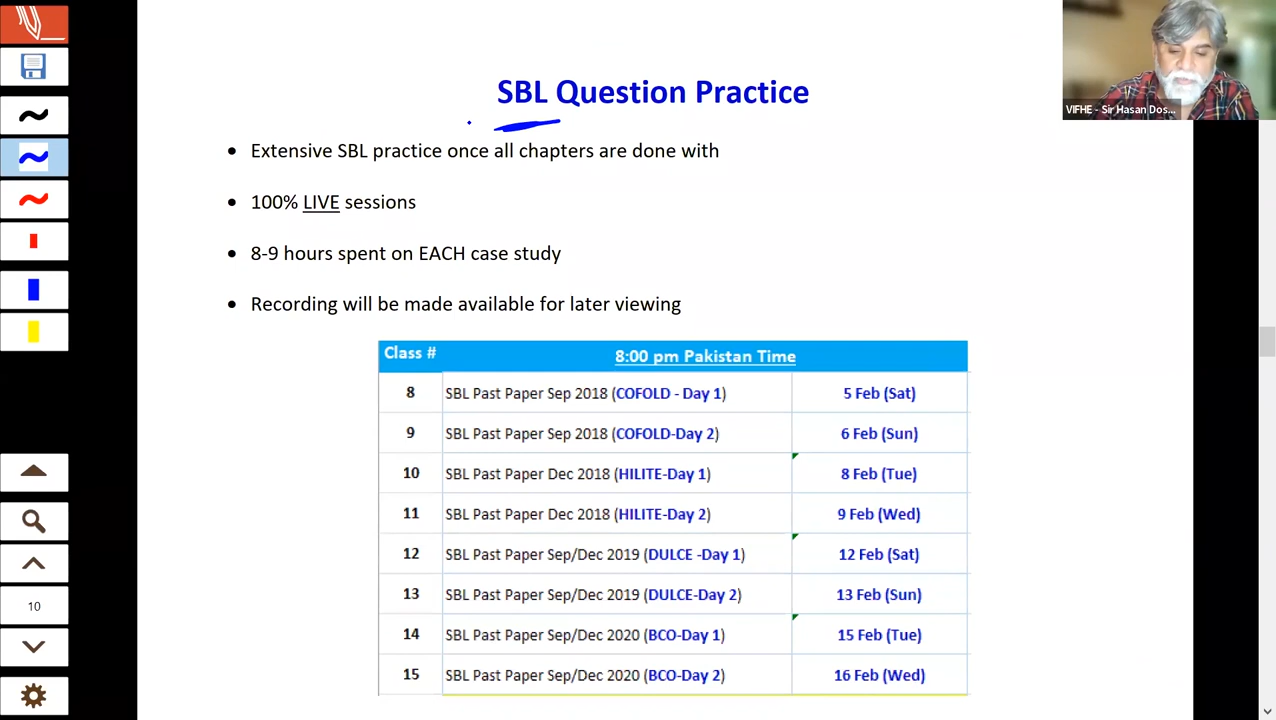 SBL Question Practice
VIFHE - Sir Hasan Dos...
• Extensive SBL practice once all chapters are done with
• 100% LIVE sessions
• 8-9 hours spent on EACH case study
• Recording will be made available for later viewing
Class # 8:00 pm Pakistan Time
8 SBL Past Paper Sep 2018 (COFOLD - Day 1) 5 Feb (Sat)
9 SBL Past Paper Sep 2018 (COFOLD-Day 2) 6 Feb (Sun)
10 SBL Past Paper Dec 2018 (HILITE-Day 1) 8 Feb (Tue)
11 SBL Past Paper Dec 2018 (HILITE-Day 2) 9 Feb (Wed)
12 SBL Past Paper Sep/Dec 2019 (DULCE -Day 1) 12 Feb (Sat)
13 SBL Past Paper Sep/Dec 2019 (DULCE-Day 2) 13 Feb (Sun)
14 SBL Past Paper Sep/Dec 2020 (BCO-Day 1) 15 Feb (Tue)
15 SBL Past Paper Sep/Dec 2020 (BCO-Day 2) 16 Feb (Wed)
10